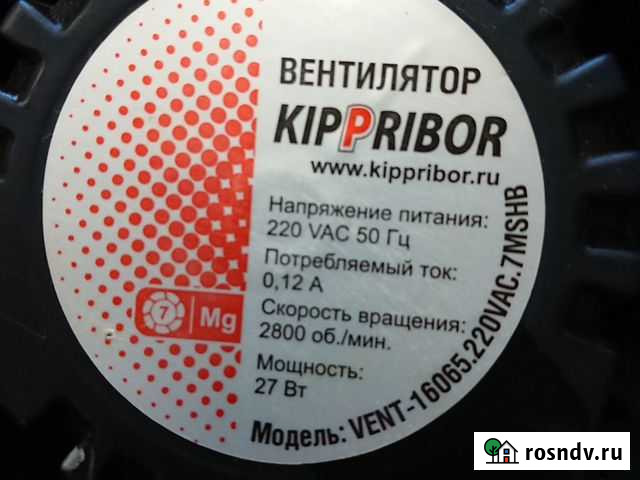 ВЕНТИЛЯТОР
KIPPRIBOR
www.kippribor.ru
Напряжение питания:
220 VAC 50 Гц
Потребляемый ток:
0,12 А
Скорость вращения:
2800 об./мин.
Мощность:
27 Вт
7 Mg
Модель: VENT-16065.220VAC.7MSHB
rosndv.ru